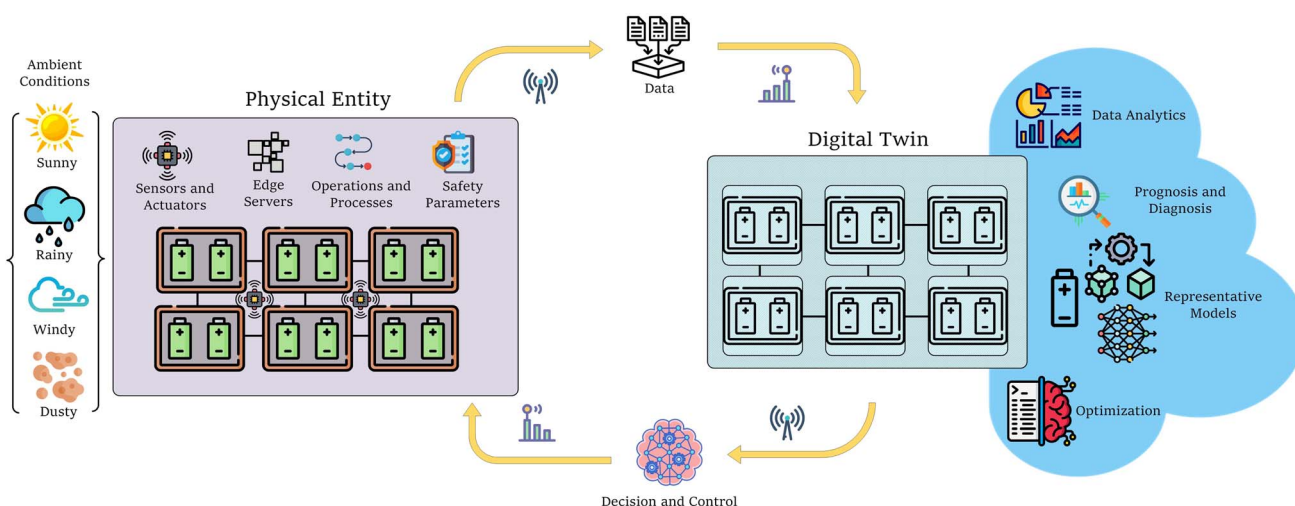 Ambient
Conditions
Sunny
Rainy
Windy
Dusty
Physical Entity
Sensors and
Actuators
Edge
Servers
Operations and
Processes
Safety
Parameters
Data
Digital Twin
Data Analytics
Prognosis and
Diagnosis
Representative
Models
Optimization
Decision and Control